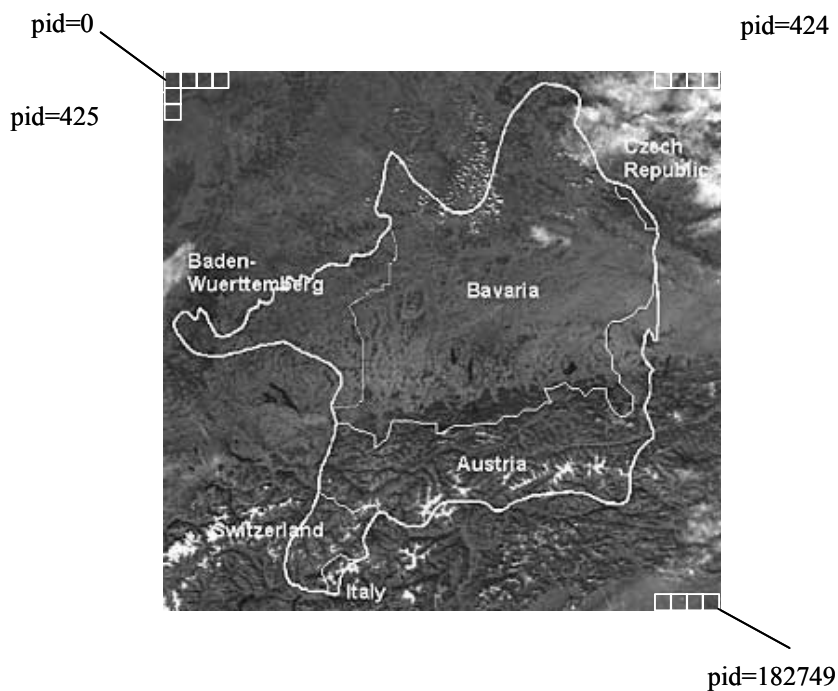 pid=0
pid=424
pid=425
Czech
Republic
Baden-
Wuerttemberg
Bavaria
Austria
Switzerland
Italy
pid=182749